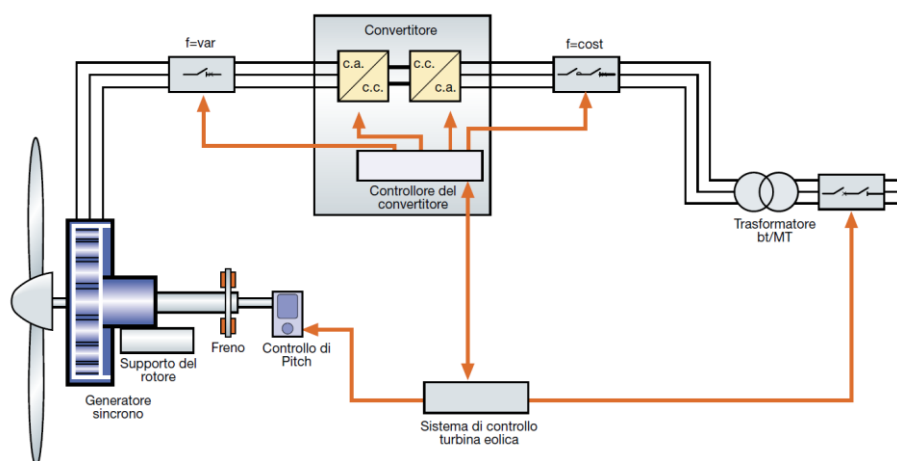 Convertitore
f=var
f=cost
c.a.
c.c.
c.c.
c.a.
Controllore del
convertitore
Trasformatore
bt/MT
Freno
Controllo di
Pitch
Supporto del
rotore
Generatore
sincrono
Sistema di controllo
turbina eolica